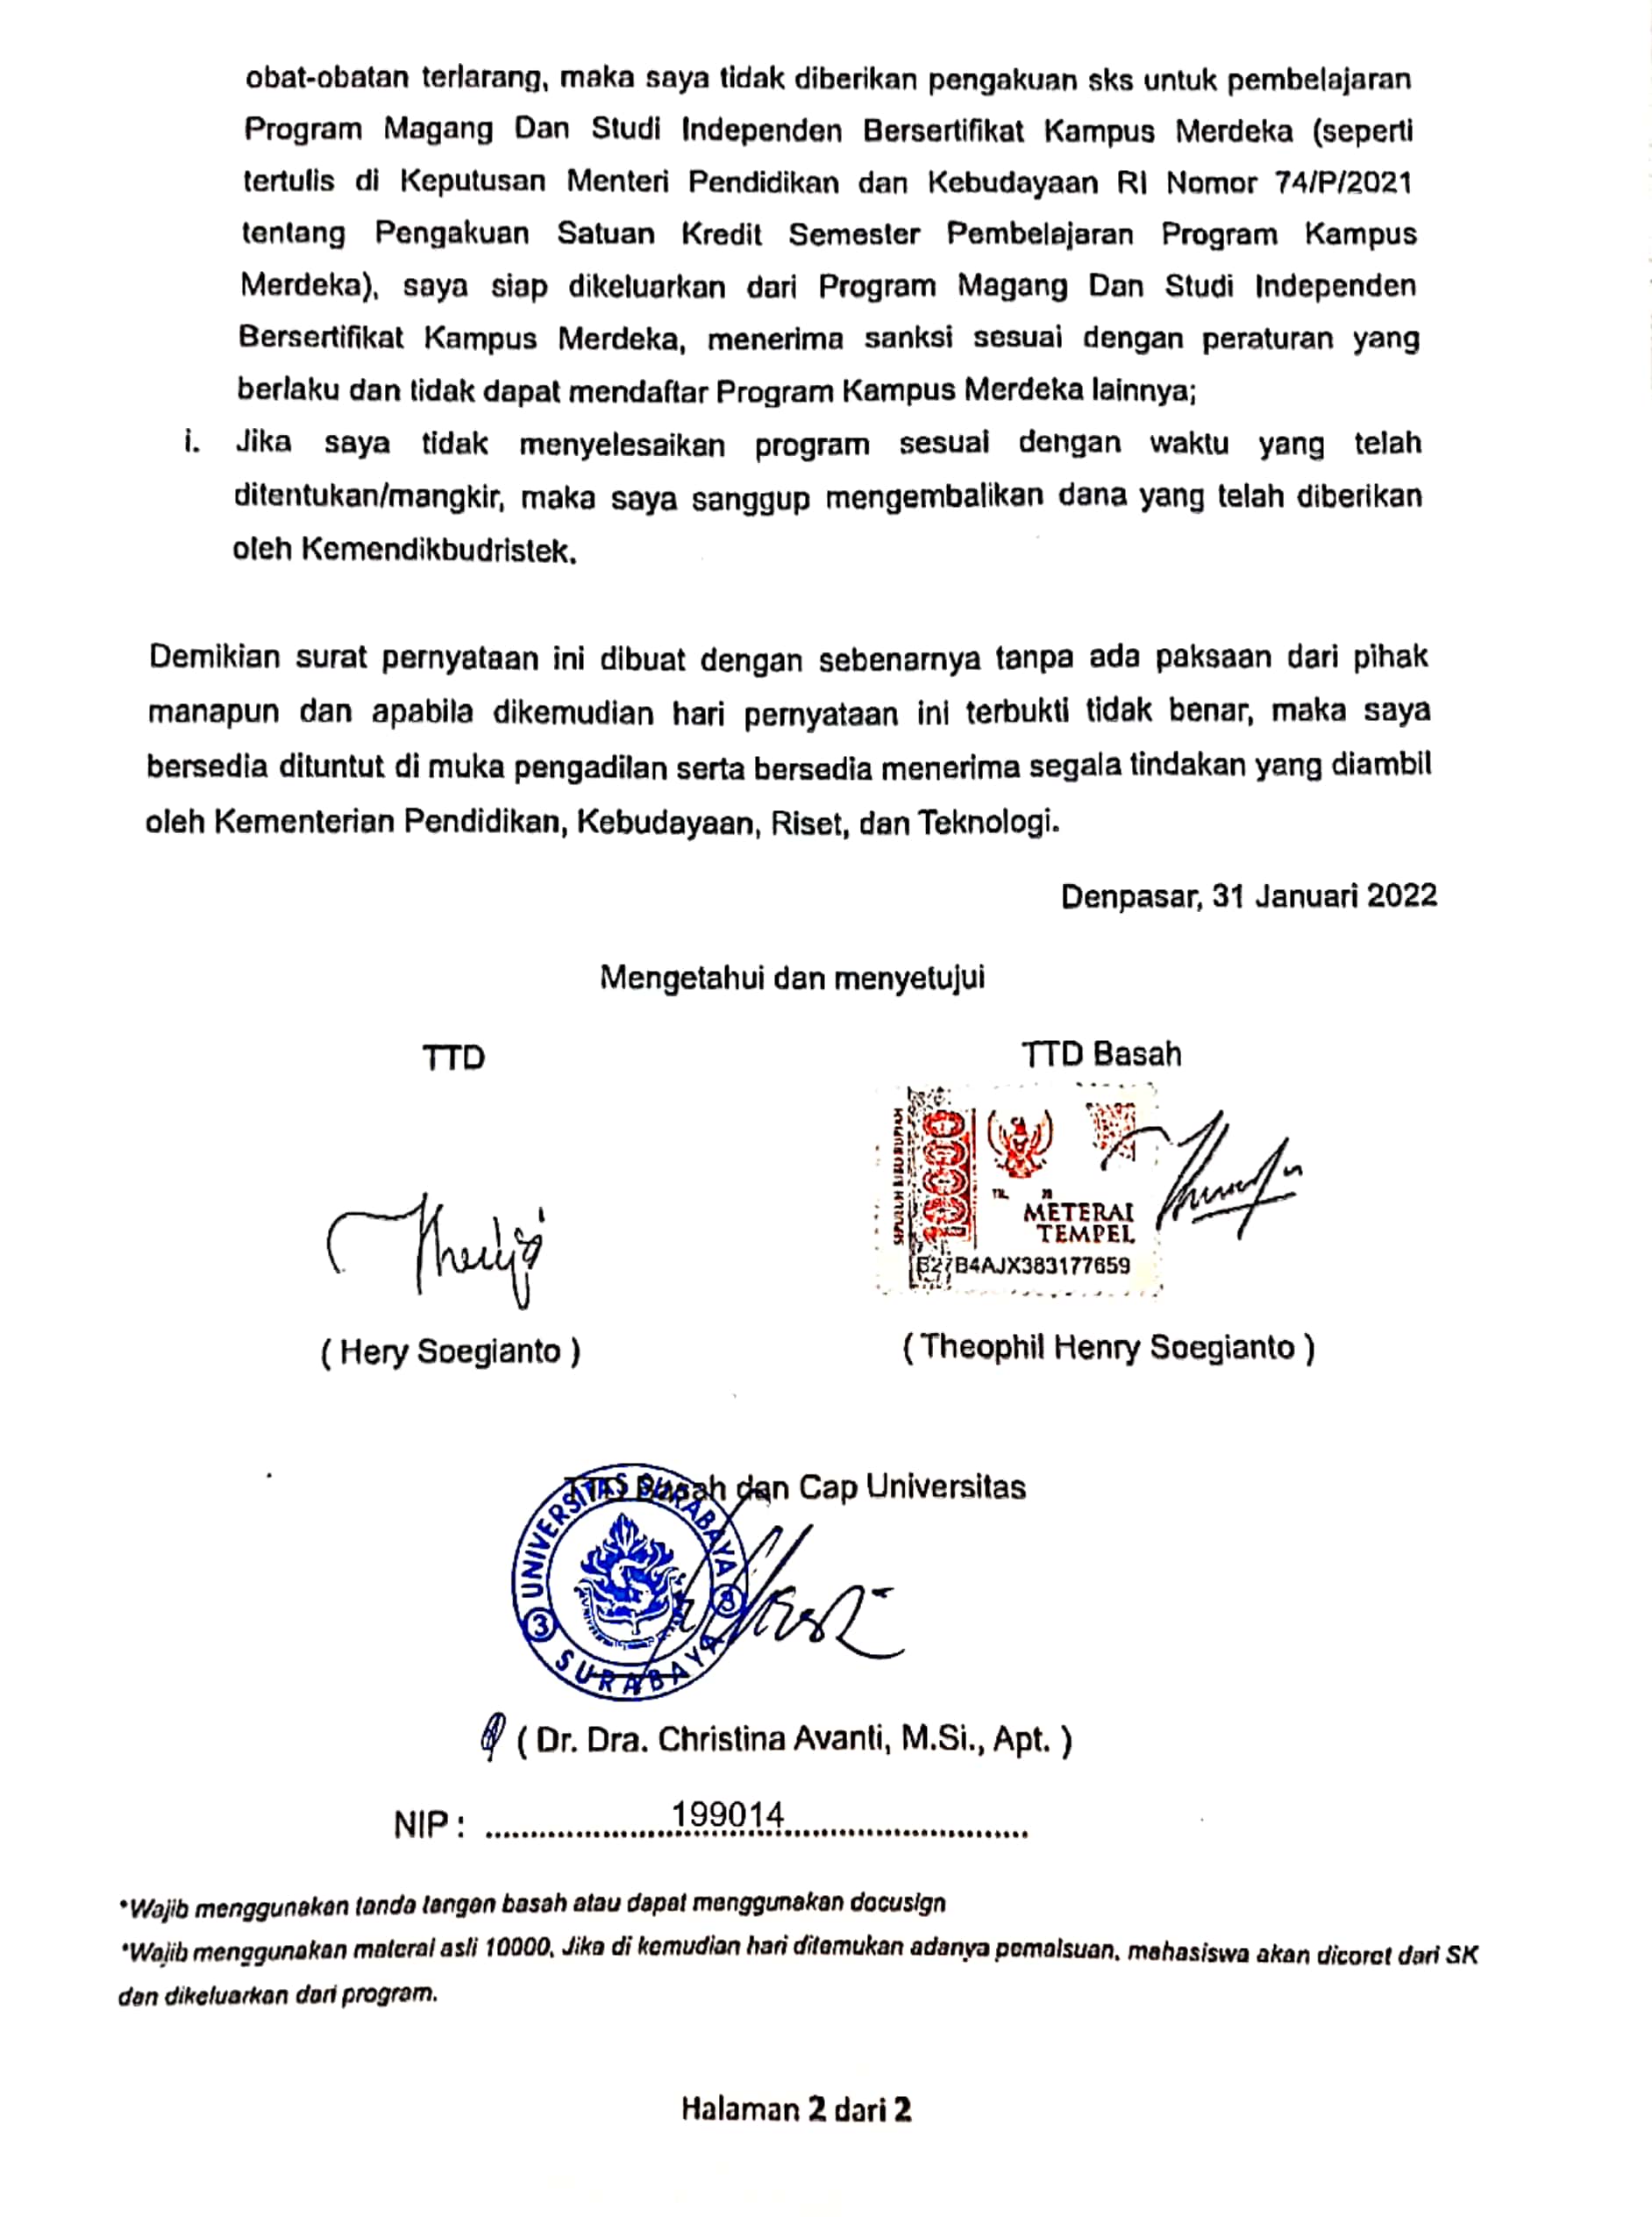 obat-obatan terlarang, maka saya tidak diberikan pengakuan sks untuk pembelajaran
Program Magang Dan Studi Independen Bersertifikat Kampus Merdeka (seperti
tertulis di Keputusan Menteri Pendidikan dan Kebudayaan RI Nomor 74/P/2021
tentang Pengakuan Satuan Kredit Semester Pembelajaran Program Kampus
Merdeka), saya siap dikeluarkan dari Program Magang Dan Studi Independen
Bersertifikat Kampus Merdeka, menerima sanksi sesuai dengan peraturan yang
berlaku dan tidak dapat mendaftar Program Kampus Merdeka lainnya;
i. Jika saya tidak menyelesaikan program sesuai dengan waktu yang telah
ditentukan/mangkir, maka saya sanggup mengembalikan dana yang telah diberikan
oleh Kemendikbudristek.
Demikian surat pernyataan ini dibuat dengan sebenarnya tanpa ada paksaan dari pihak
manapun dan apabila dikemudian hari pernyataan ini terbukti tidak benar, maka saya
bersedia dituntut di muka pengadilan serta bersedia menerima segala tindakan yang diambil
oleh Kementerian Pendidikan, Kebudayaan, Riset, dan Teknologi.
Denpasar, 31 Januari 2022
Mengetahui dan menyetujui
TTD
TTD Basah
SEPULUH RIBU RUPIAH
10000
METERAI
TEMPEL
B27B4AJX383177659
( Hery Soegianto )
( Theophil Henry Soegianto )
TTD Basah dan Cap Universitas
UNIVERSITAS SURABAYA
3 3
SURABAYA
( Dr. Dra. Christina Avanti, M.Si., Apt. )
NIP : 199014
*Wajib menggunakan tanda tangan basah atau dapat menggunakan docusign
*Wajib menggunakan materai asli 10000, Jika di kemudian hari ditemukan adanya pemalsuan, mahasiswa akan dicoret dari SK
dan dikeluarkan dari program.
Halaman 2 dari 2